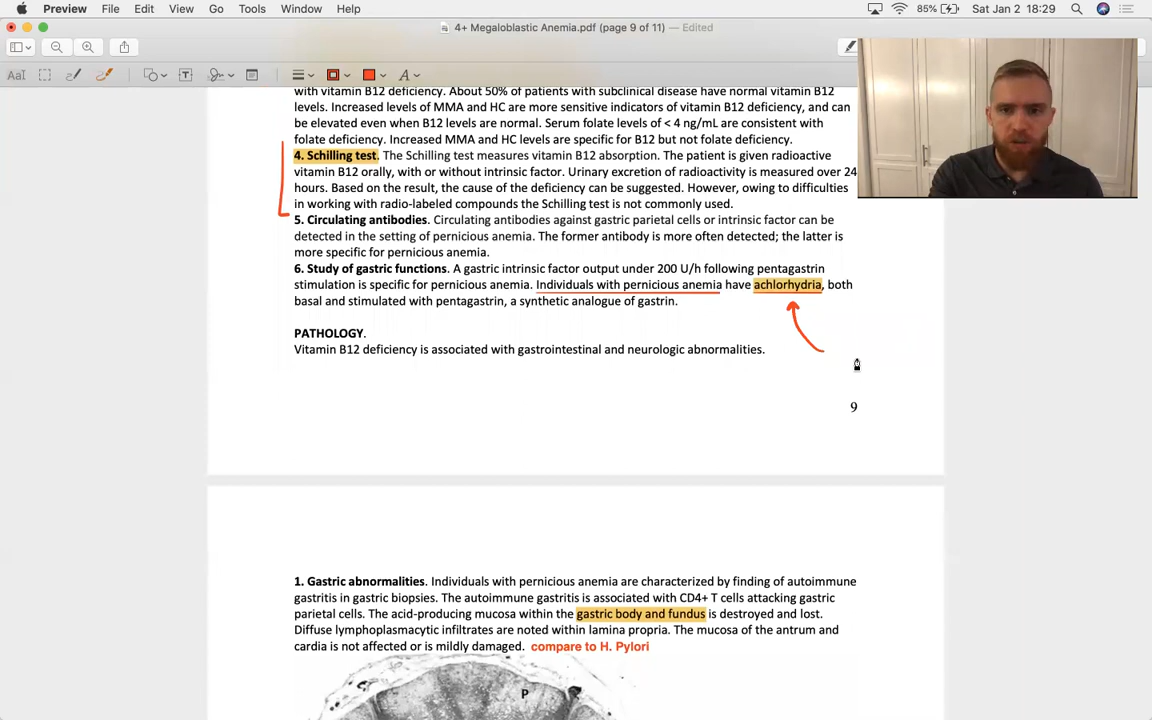 Preview File Edit View Go Tools Window Help 85% Sat Jan 2 18:29
4+ Megaloblastic Anemia.pdf (page 9 of 11) — Edited
with vitamin B12 deficiency. About 50% of patients with subclinical disease have normal vitamin B12
levels. Increased levels of MMA and HC are more sensitive indicators of vitamin B12 deficiency, and can
be elevated even when B12 levels are normal. Serum folate levels of < 4 ng/mL are consistent with
folate deficiency. Increased MMA and HC levels are specific for B12 but not folate deficiency.
4. Schilling test. The Schilling test measures vitamin B12 absorption. The patient is given radioactive
vitamin B12 orally, with or without intrinsic factor. Urinary excretion of radioactivity is measured over 24
hours. Based on the result, the cause of the deficiency can be suggested. However, owing to difficulties
in working with radio-labeled compounds the Schilling test is not commonly used.
5. Circulating antibodies. Circulating antibodies against gastric parietal cells or intrinsic factor can be
detected in the setting of pernicious anemia. The former antibody is more often detected; the latter is
more specific for pernicious anemia.
6. Study of gastric functions. A gastric intrinsic factor output under 200 U/h following pentagastrin
stimulation is specific for pernicious anemia. Individuals with pernicious anemia have achlorhydria, both
basal and stimulated with pentagastrin, a synthetic analogue of gastrin.
PATHOLOGY.
Vitamin B12 deficiency is associated with gastrointestinal and neurologic abnormalities.
9
1. Gastric abnormalities. Individuals with pernicious anemia are characterized by finding of autoimmune
gastritis in gastric biopsies. The autoimmune gastritis is associated with CD4+ T cells attacking gastric
parietal cells. The acid-producing mucosa within the gastric body and fundus is destroyed and lost.
Diffuse lymphoplasmacytic infiltrates are noted within lamina propria. The mucosa of the antrum and
cardia is not affected or is mildly damaged. compare to H. Pylori
P